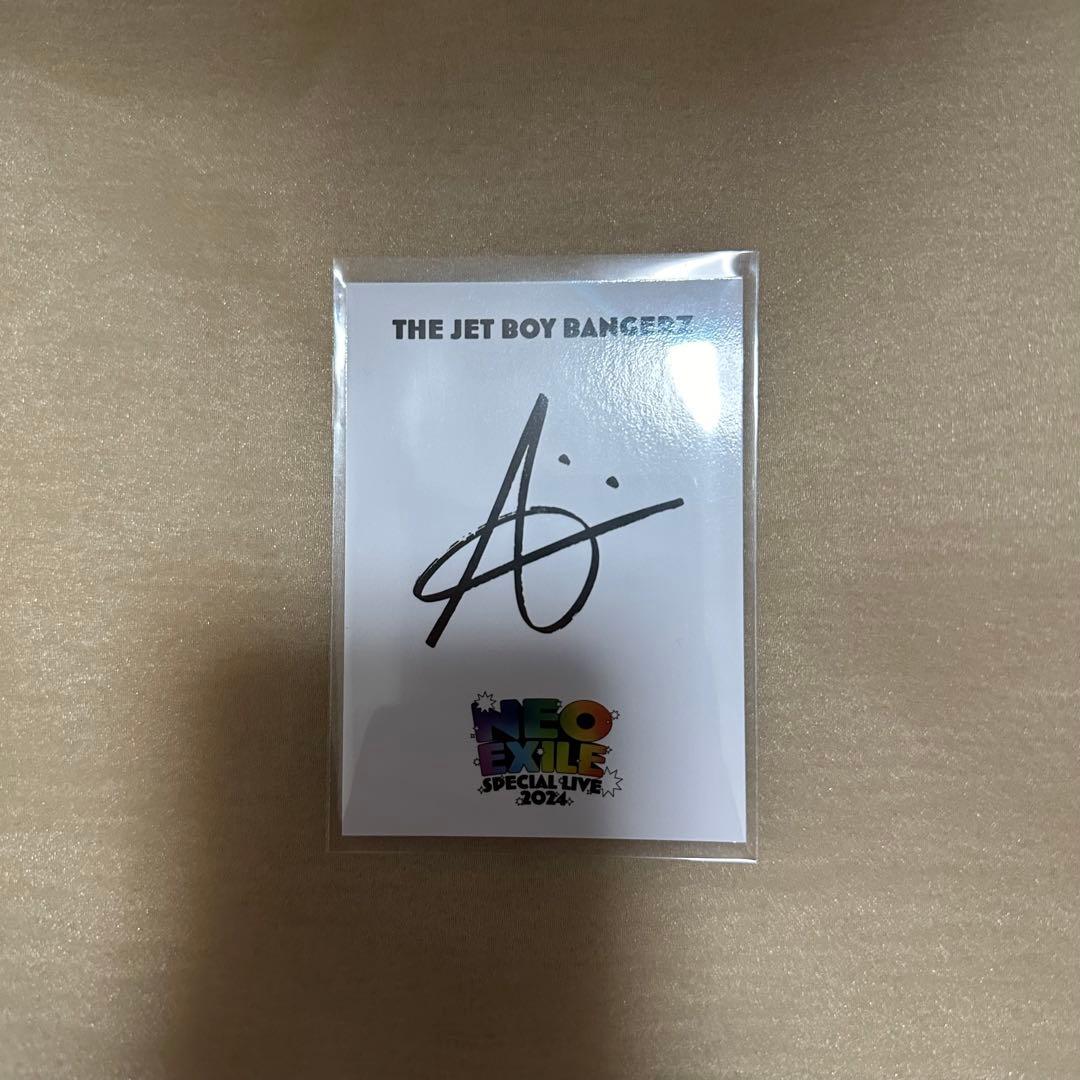 THE JET BOY BANGERZ
NEO
EXILE
SPECIAL LIVE
2024